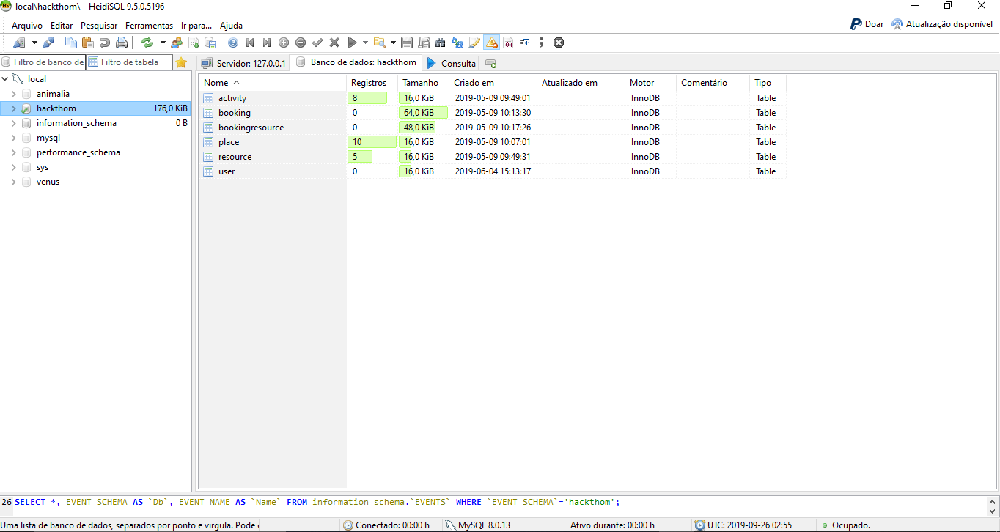 local\hackthom\ - HeidiSQL 9.5.0.5196
Arquivo Editar Pesquisar Ferramentas Ir para... Ajuda Doar Atualização disponível
Filtro de banco de Filtro de tabela
Servidor: 127.0.0.1 Banco de dados: hackthom Consulta
local
animalia
hackthom 176,0 KiB
information_schema 0 B
mysql
performance_schema
sys
venus
Nome Registros Tamanho Criado em Atualizado em Motor Comentário Tipo
activity 8 16,0 KiB 2019-05-09 09:49:01 InnoDB Table
booking 0 64,0 KiB 2019-05-09 10:13:30 InnoDB Table
bookingresource 0 48,0 KiB 2019-05-09 10:17:26 InnoDB Table
place 10 16,0 KiB 2019-05-09 10:07:01 InnoDB Table
resource 5 16,0 KiB 2019-05-09 09:49:31 InnoDB Table
user 0 16,0 KiB 2019-06-04 15:13:17 InnoDB Table
26 SELECT *, EVENT_SCHEMA AS `Db`, EVENT_NAME AS `Name` FROM information_schema.`EVENTS` WHERE `EVENT_SCHEMA`='hackthom';
Uma lista de banco de dados, separados por ponto e virgula. Pode Conectado: 00:00 h MySQL 8.0.13 Ativo durante: 00:00 h UTC: 2019-09-26 02:55 Ocupado.